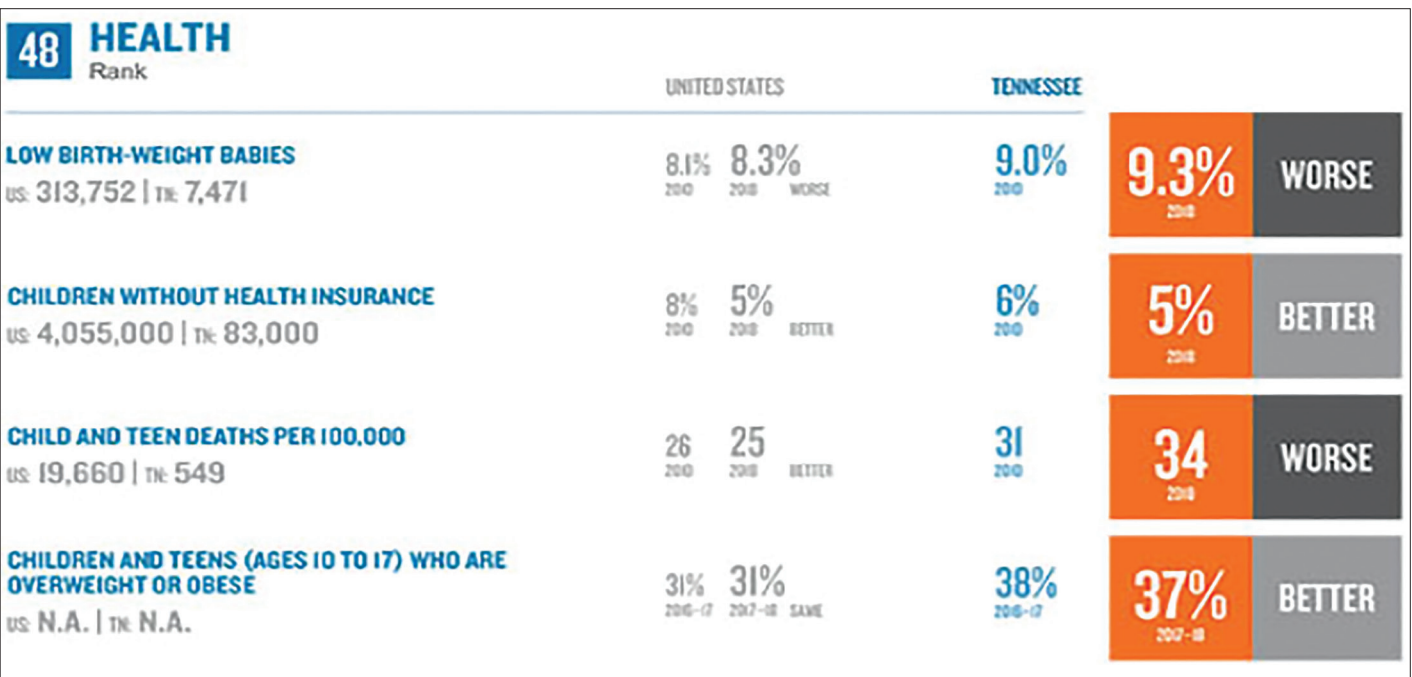 48 HEALTH
Rank
UNITED STATES TENNESSEE
LOW BIRTH-WEIGHT BABIES
US: 313,752 | TN: 7,471
8.1% 8.3% 9.0% 9.3% WORSE
2010 2018 WORSE 2010 2018
CHILDREN WITHOUT HEALTH INSURANCE
US: 4,055,000 | TN: 83,000
8% 5% 6% 5% BETTER
2010 2018 BETTER 2010 2018
CHILD AND TEEN DEATHS PER 100,000
US: 19,660 | TN: 549
26 25 31 34 WORSE
2010 2018 BETTER 2010 2018
CHILDREN AND TEENS (AGES 10 TO 17) WHO ARE
OVERWEIGHT OR OBESE
US: N.A. | TN: N.A.
31% 31% 38% 37% BETTER
2016-17 2017-18 SAME 2016-17 2017-18